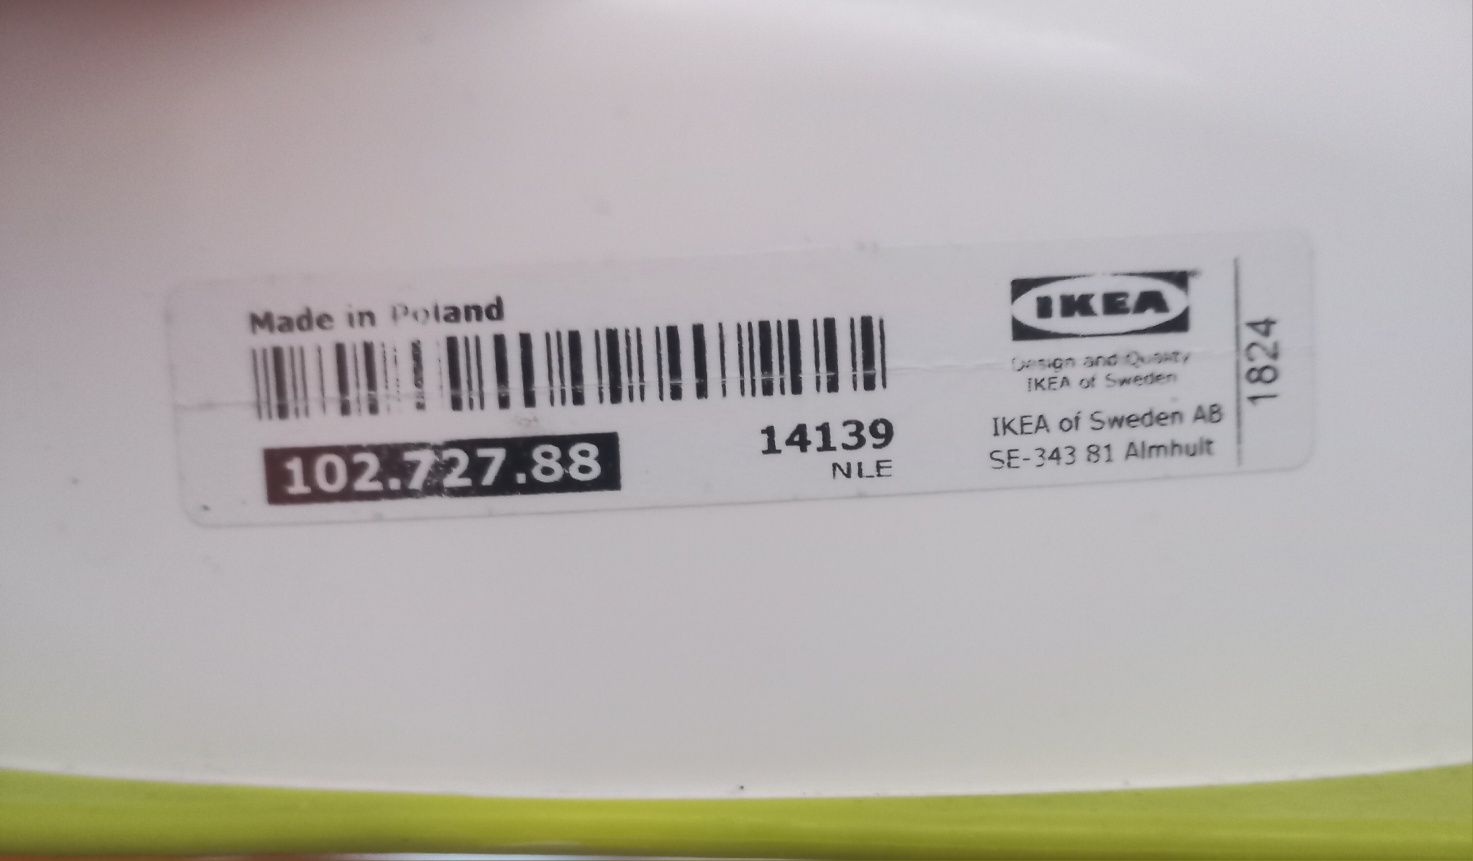 Made in Poland
102.727.88
14139
NLE
IKEA
Design and Quality
IKEA of Sweden
IKEA of Sweden AB
SE-343 81 Almhult
1824